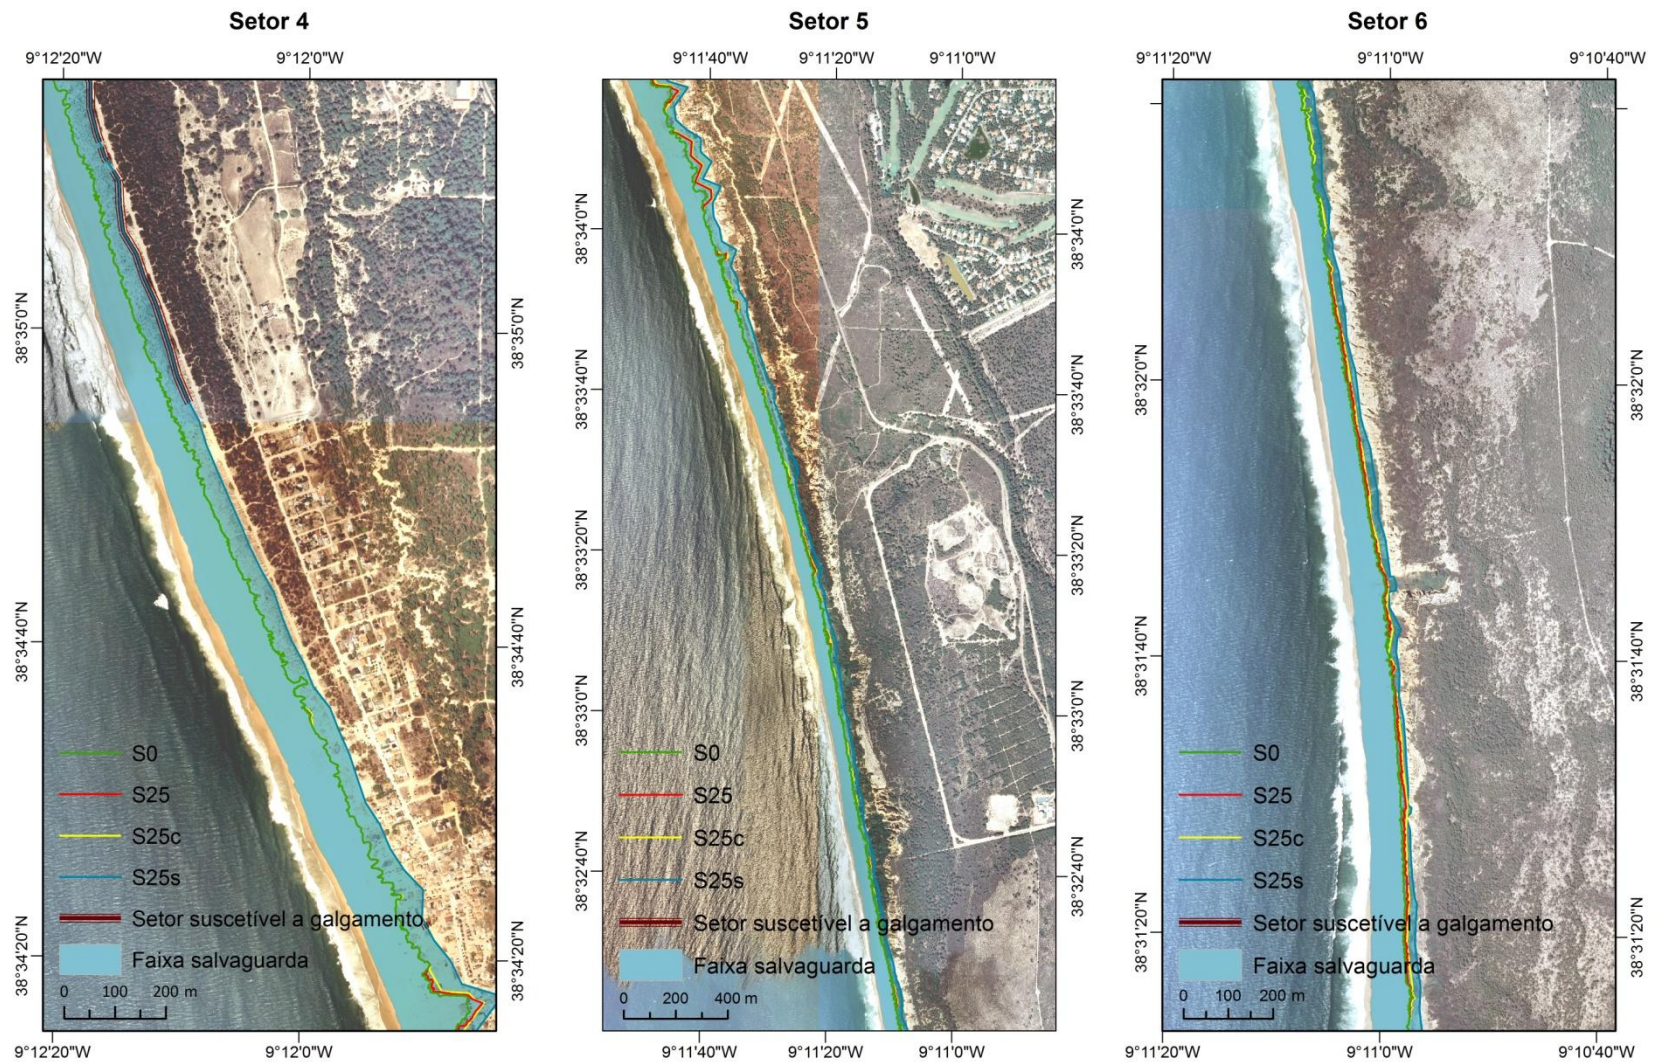 Setor 4
9°12'20"W
9°12'0"W
38°35'0"N
38°34'40"N
38°34'20"N
38°35'0"N
38°34'40"N
38°34'20"N
S0
S25
S25c
S25s
Setor suscetível a galgamento
Faixa salvaguarda
0 100 200 m
9°12'20"W
9°12'0"W
Setor 5
9°11'40"W
9°11'20"W
9°11'0"W
38°34'0"N
38°33'40"N
38°33'20"N
38°33'0"N
38°32'40"N
38°34'0"N
38°33'40"N
38°33'20"N
38°33'0"N
38°32'40"N
S0
S25
S25c
S25s
Setor suscetível a galgamento
Faixa salvaguarda
0 200 400 m
9°11'40"W
9°11'20"W
9°11'0"W
Setor 6
9°11'20"W
9°11'0"W
9°10'40"W
38°32'0"N
38°31'40"N
38°31'20"N
38°32'0"N
38°31'40"N
38°31'20"N
S0
S25
S25c
S25s
Setor suscetível a galgamento
Faixa salvaguarda
0 100 200 m
9°11'20"W
9°11'0"W
9°10'40"W